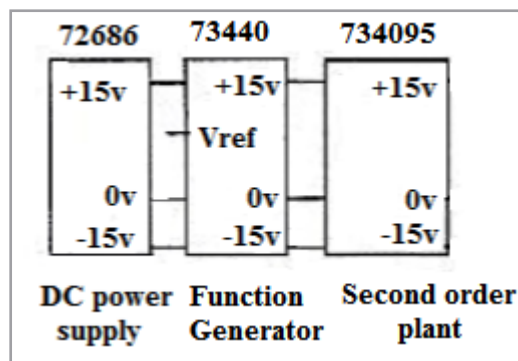 72686 73440 734095
+15v +15v +15v
Vref
0v 0v 0v
-15v -15v -15v
DC power Function Second order
supply Generator plant